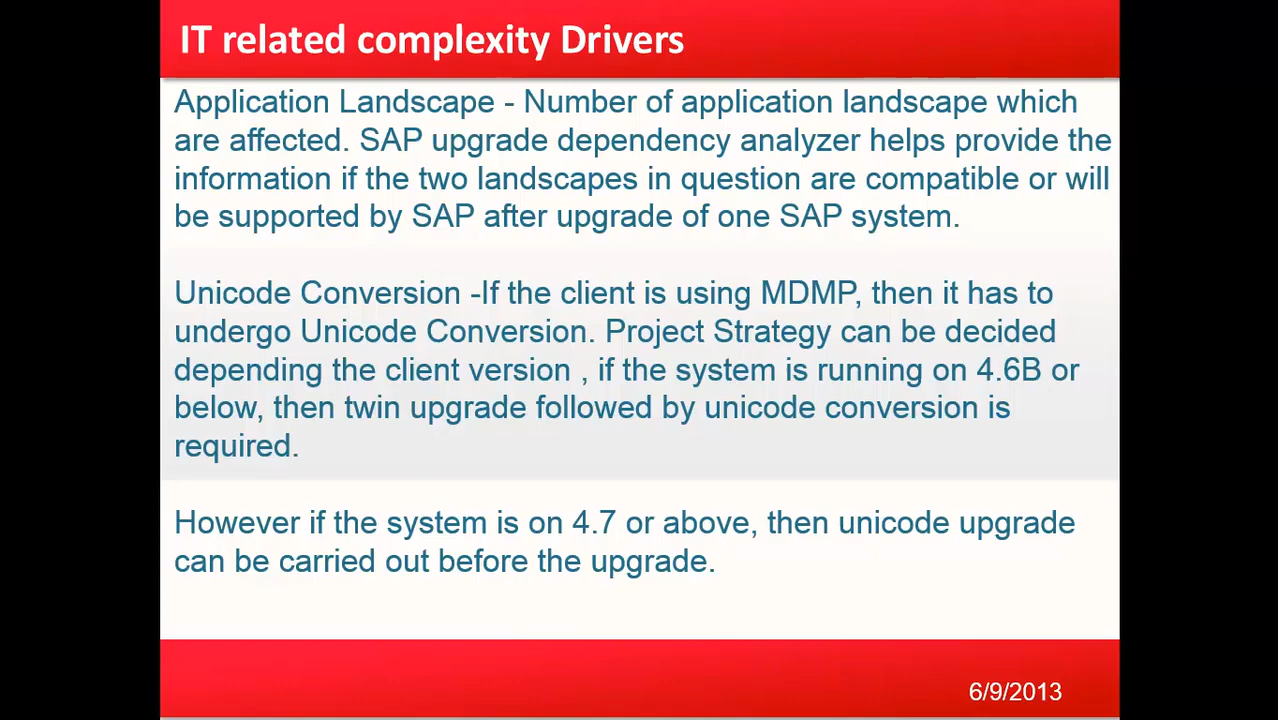 IT related complexity Drivers
Application Landscape - Number of application landscape which
are affected. SAP upgrade dependency analyzer helps provide the
information if the two landscapes in question are compatible or will
be supported by SAP after upgrade of one SAP system.
Unicode Conversion -If the client is using MDMP, then it has to
undergo Unicode Conversion. Project Strategy can be decided
depending the client version , if the system is running on 4.6B or
below, then twin upgrade followed by unicode conversion is
required.
However if the system is on 4.7 or above, then unicode upgrade
can be carried out before the upgrade.
6/9/2013